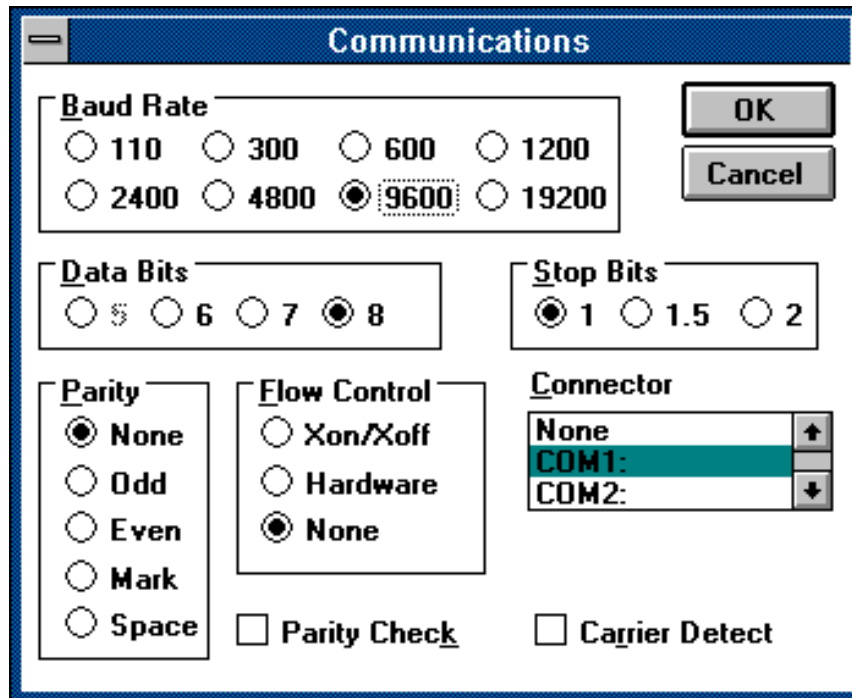 Communications
Baud Rate
110 300 600 1200
2400 4800 9600 19200
OK
Cancel
Data Bits
5 6 7 8
Stop Bits
1 1.5 2
Parity
None
Odd
Even
Mark
Space
Flow Control
Xon/Xoff
Hardware
None
Connector
None
COM1:
COM2:
Parity Check
Carrier Detect